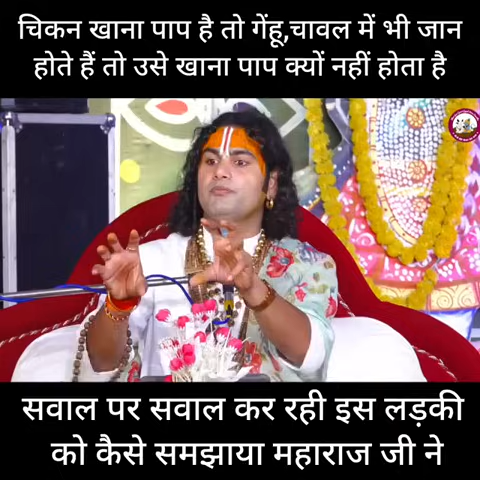 चिकन खाना पाप है तो गेंहू,चावल में भी जान
होते हैं तो उसे खाना पाप क्यों नहीं होता है
सवाल पर सवाल कर रही इस लड़की
को कैसे समझाया महाराज जी ने